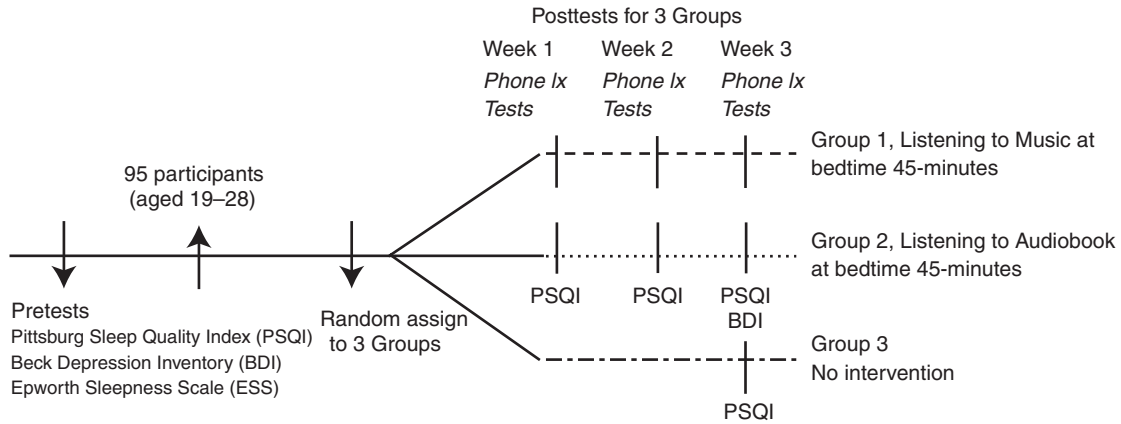 Posttests for 3 Groups
Week 1
Week 2
Week 3
Phone Ix
Phone Ix
Phone Ix
Tests
Tests
Tests
Group 1, Listening to Music at
bedtime 45-minutes
95 participants
(aged 19–28)
Group 2, Listening to Audiobook
at bedtime 45-minutes
PSQI
PSQI
PSQI
BDI
Pretests
Pittsburg Sleep Quality Index (PSQI)
Beck Depression Inventory (BDI)
Epworth Sleepness Scale (ESS)
Random assign
to 3 Groups
Group 3
No intervention
PSQI